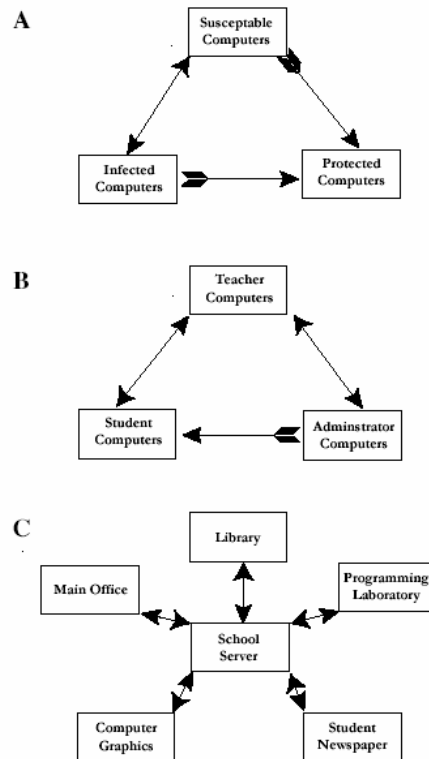 A
Susceptable
Computers
Infected
Computers
Protected
Computers
B
Teacher
Computers
Student
Computers
Adminstrator
Computers
C
Library
Main Office
Programming
Laboratory
School
Server
Computer
Graphics
Student
Newspaper